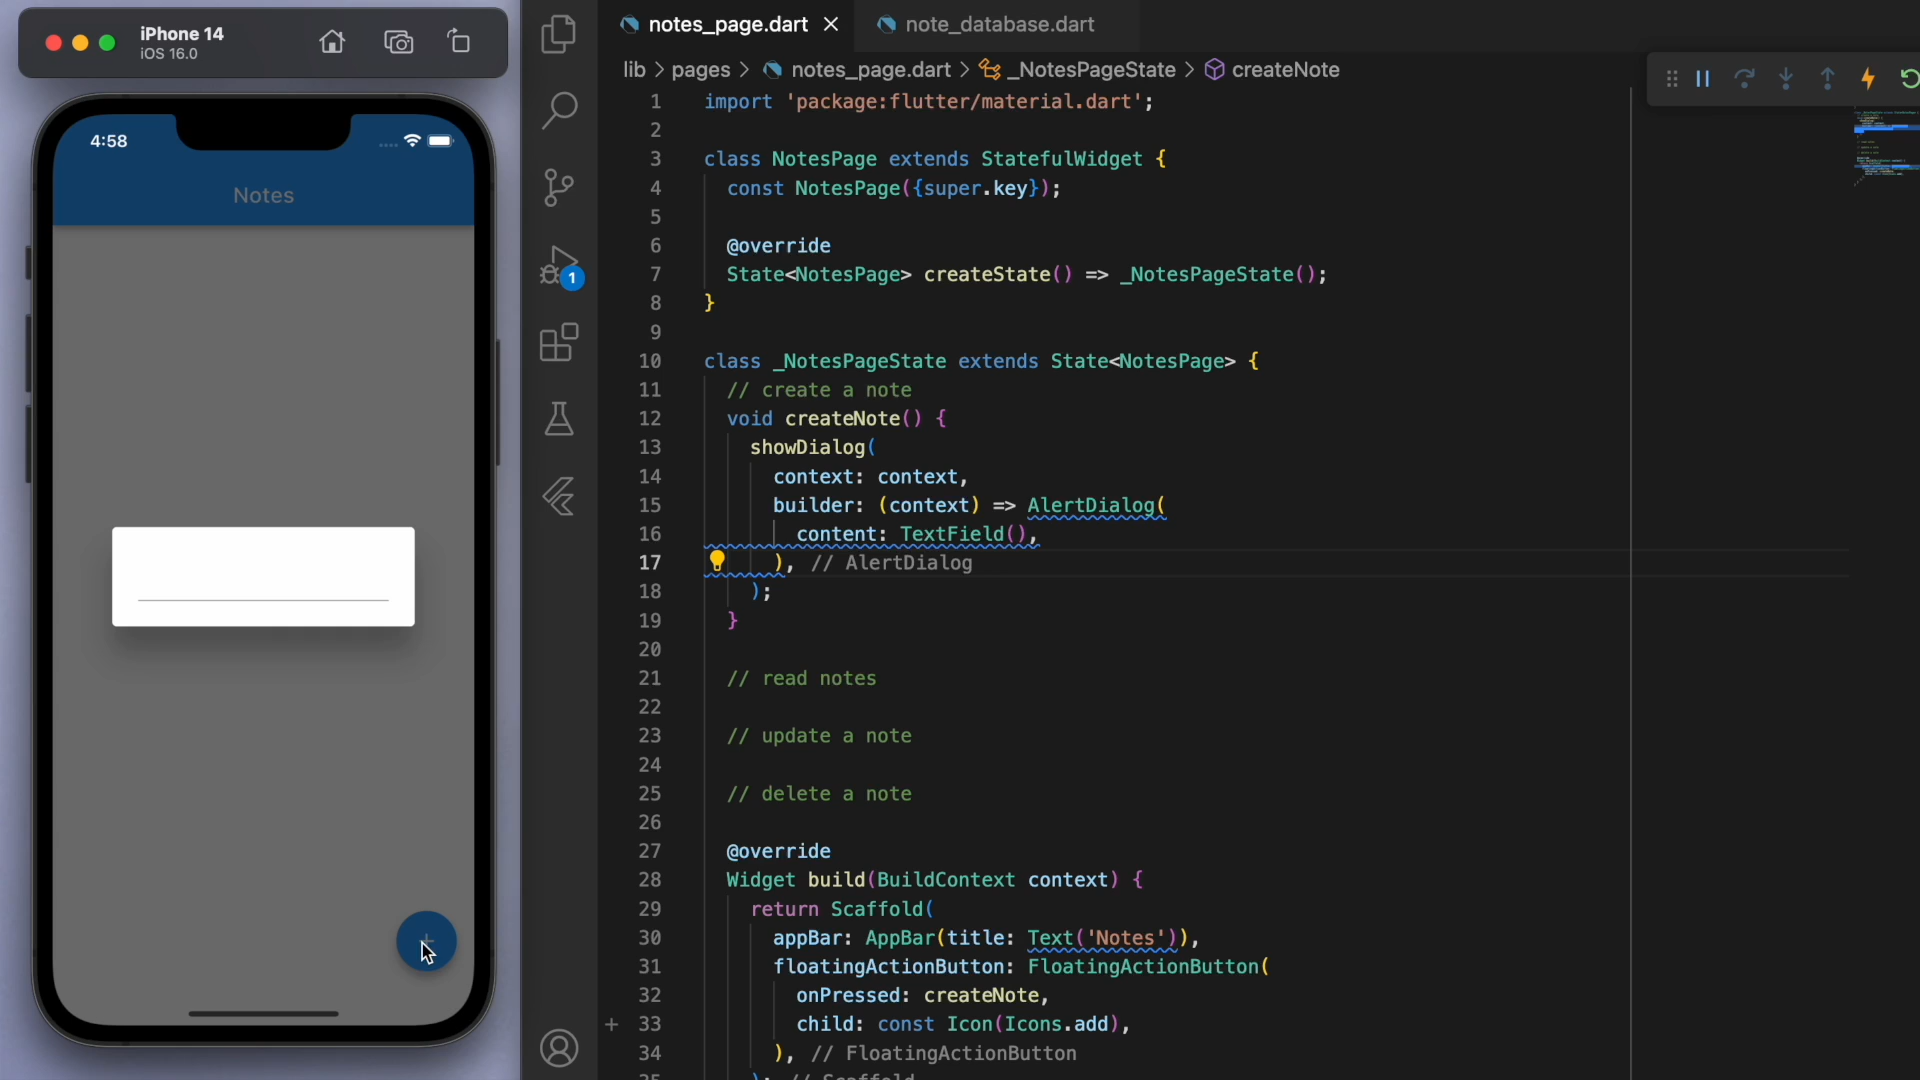 iPhone 14
iOS 16.0
4:58
Notes
1
notes_page.dart
note_database.dart
lib > pages > notes_page.dart > _NotesPageState > createNote
1 import 'package:flutter/material.dart';
2
3 class NotesPage extends StatefulWidget {
4 const NotesPage({super.key});
5
6 @override
7 State<NotesPage> createState() => _NotesPageState();
8 }
9
10 class _NotesPageState extends State<NotesPage> {
11 // create a note
12 void createNote() {
13 showDialog(
14 context: context,
15 builder: (context) => AlertDialog(
16 content: TextField(),
17 ), // AlertDialog
18 );
19 }
20
21 // read notes
22
23 // update a note
24
25 // delete a note
26
27 @override
28 Widget build(BuildContext context) {
29 return Scaffold(
30 appBar: AppBar(title: Text('Notes')),
31 floatingActionButton: FloatingActionButton(
32 onPressed: createNote,
33 child: const Icon(Icons.add),
34 ), // FloatingActionButton
35 ); // Scaffold